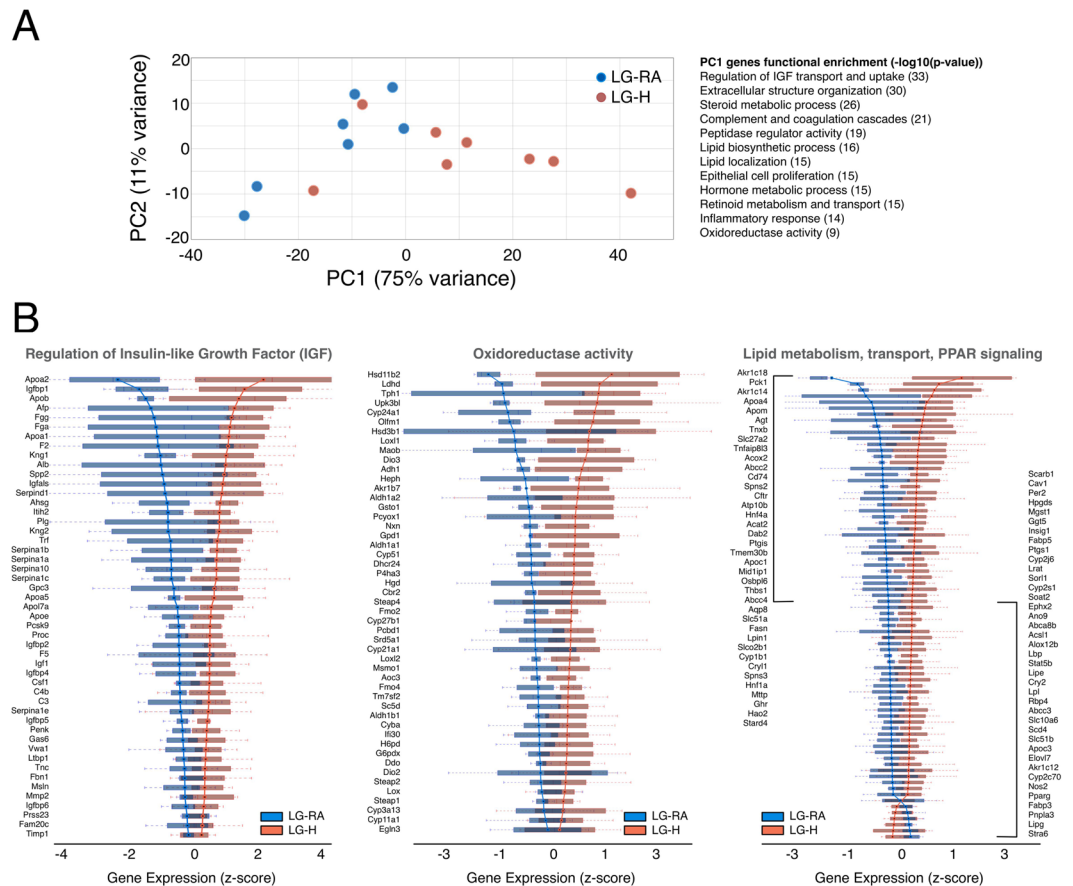 A
PC2 (11% variance)
20
10
0
-10
-20
-40
-20
0
20
40
PC1 (75% variance)
LG-RA
LG-H
PC1 genes functional enrichment (-log10(p-value))
Regulation of IGF transport and uptake (33)
Extracellular structure organization (30)
Steroid metabolic process (26)
Complement and coagulation cascades (21)
Peptidase regulator activity (19)
Lipid biosynthetic process (16)
Lipid localization (15)
Epithelial cell proliferation (15)
Hormone metabolic process (15)
Retinoid metabolism and transport (15)
Inflammatory response (14)
Oxidoreductase activity (9)
B
Regulation of Insulin-like Growth Factor (IGF)
Apoa2
Igfbp1
Apob
Afp
Fgg
Fga
Apoa1
F2
Kng1
Alb
Spp2
Igfals
Serpind1
Ahsg
Itih2
Plg
Kng2
Trf
Serpina1b
Serpina1a
Serpina10
Serpina1c
Gpc3
Apoa5
Apol7a
Apoe
Pcsk9
Proc
Igfbp2
F5
Igf1
Igfbp4
Csf1
C4b
C3
Serpina1e
Igfbp5
Penk
Gas6
Vwa1
Ltbp1
Tnc
Fbn1
Msln
Mmp2
Igfbp6
Prss23
Fam20c
Timp1
LG-RA
LG-H
-4
-2
0
2
4
Gene Expression (z-score)
Oxidoreductase activity
Hsd11b2
Ldhd
Tph1
Upk3bl
Cyp24a1
Olfm1
Hsd3b1
Loxl1
Maob
Dio3
Adh1
Heph
Akr1b7
Aldh1a2
Gsto1
Pcyox1
Nxn
Gpd1
Aldh1a1
Cyp51
Dhcr24
P4ha3
Hgd
Cbr2
Steap4
Fmo2
Cyp27b1
Pcbd1
Srd5a1
Cyp21a1
Loxl2
Msmo1
Aoc3
Fmo4
Tm7sf2
Sc5d
Aldh1b1
Cyba
Ifi30
H6pd
G6pdx
Ddo
Dio2
Steap2
Lox
Steap1
Cyp3a13
Cyp11a1
Egln3
LG-RA
LG-H
-3
-1
0
1
3
Gene Expression (z-score)
Lipid metabolism, transport, PPAR signaling
Akr1c18
Pck1
Akr1c14
Apoa4
Apom
Agt
Tnxb
Slc27a2
Tnfaip8l3
Acox2
Abcc2
Cd74
Spns2
Cftr
Atp10b
Hnf4a
Acat2
Dab2
Ptgis
Tmem30b
Apoc1
Mid1ip1
Osbpl6
Thbs1
Abcc4
Aqp8
Slc51a
Fasn
Lpin1
Slco2b1
Cyp1b1
Cryl1
Spns3
Hnf1a
Mttp
Ghr
Hao2
Stard4
Scarb1
Cav1
Per2
Hpgds
Mgst1
Ggt5
Insig1
Fabp5
Ptgs1
Cyp2j6
Lrat
Sorl1
Cyp2s1
Soat2
Ephx2
Ano9
Abca8b
Acsl1
Alox12b
Lbp
Stat5b
Lipe
Cry2
Lpl
Rbp4
Abcc3
Slc10a6
Scd4
Slc51b
Apoc3
Elovl7
Akr1c12
Cyp2c70
Nos2
Pparg
Fabp3
Pnpla3
Lipg
Stra6
LG-RA
LG-H
-3
-1
0
1
3
Gene Expression (z-score)